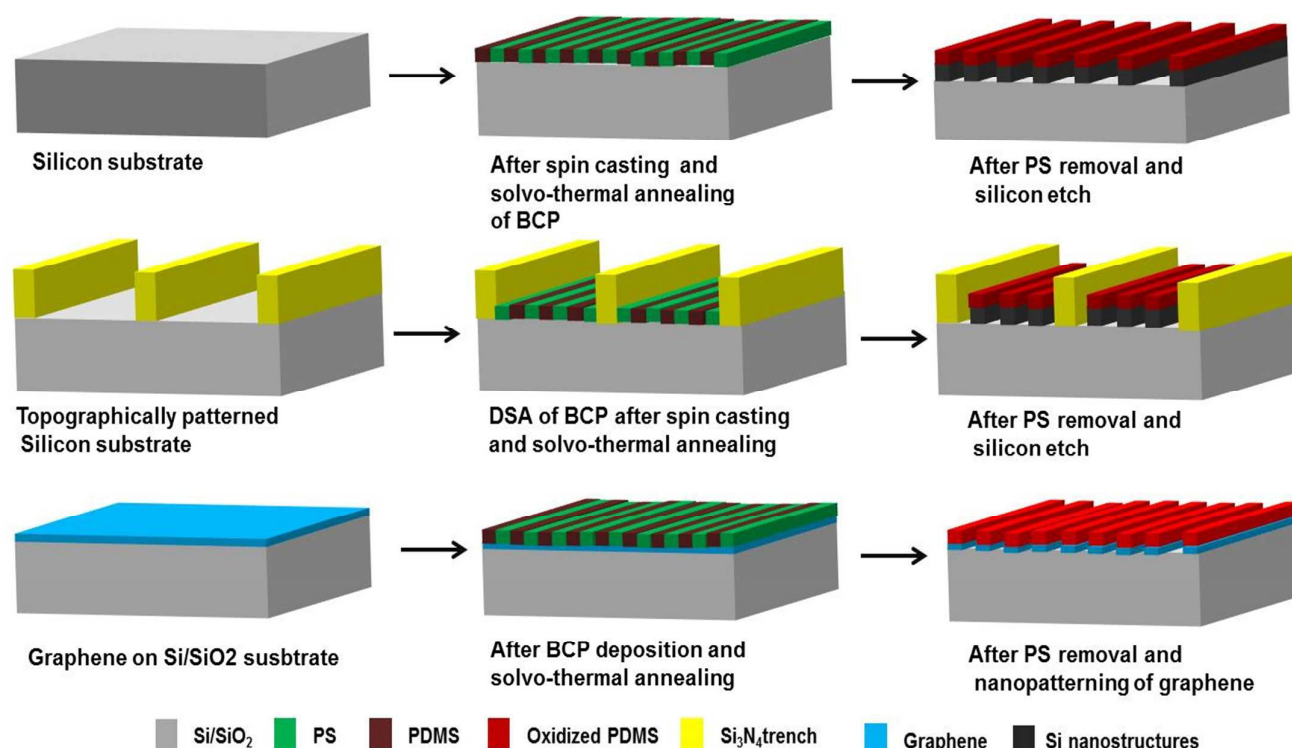 Silicon substrate
After spin casting and
solvo-thermal annealing
of BCP
After PS removal and
silicon etch
Topographically patterned
Silicon substrate
DSA of BCP after spin casting
and solvo-thermal annealing
After PS removal and
silicon etch
Graphene on Si/SiO2 susbtrate
After BCP deposition and
solvo-thermal annealing
After PS removal and
nanopatterning of graphene
Si/SiO₂ PS PDMS Oxidized PDMS Si₃N₄trench Graphene Si nanostructures